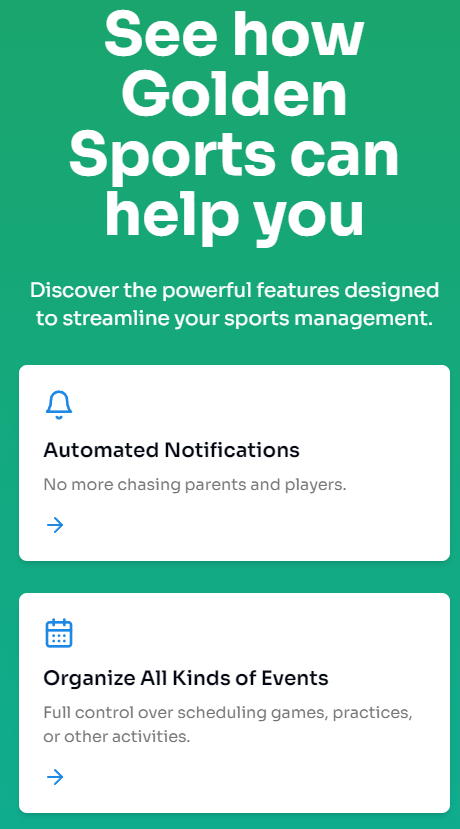 See how
Golden
Sports can
help you
Discover the powerful features designed
to streamline your sports management.
Automated Notifications
No more chasing parents and players.
Organize All Kinds of Events
Full control over scheduling games, practices,
or other activities.